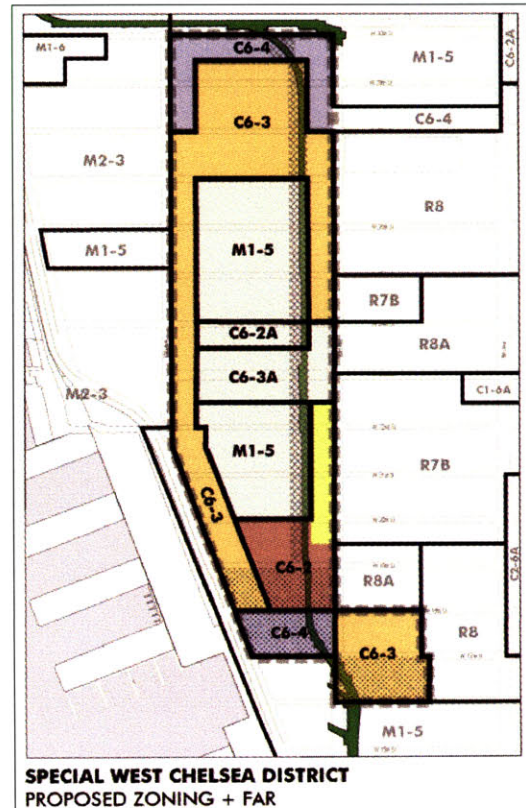 M1-6
C6-4
M1-5
C6-2A
C6-4
C6-3
M2-3
R8
M1-5
M1-5
R7B
C6-2A
R8A
C6-3A
M2-3
C1-6A
M1-5
R7B
C6-3
C6-2
R8A
C2-6A
C6-4
C6-3
R8
M1-5
SPECIAL WEST CHELSEA DISTRICT
PROPOSED ZONING + FAR